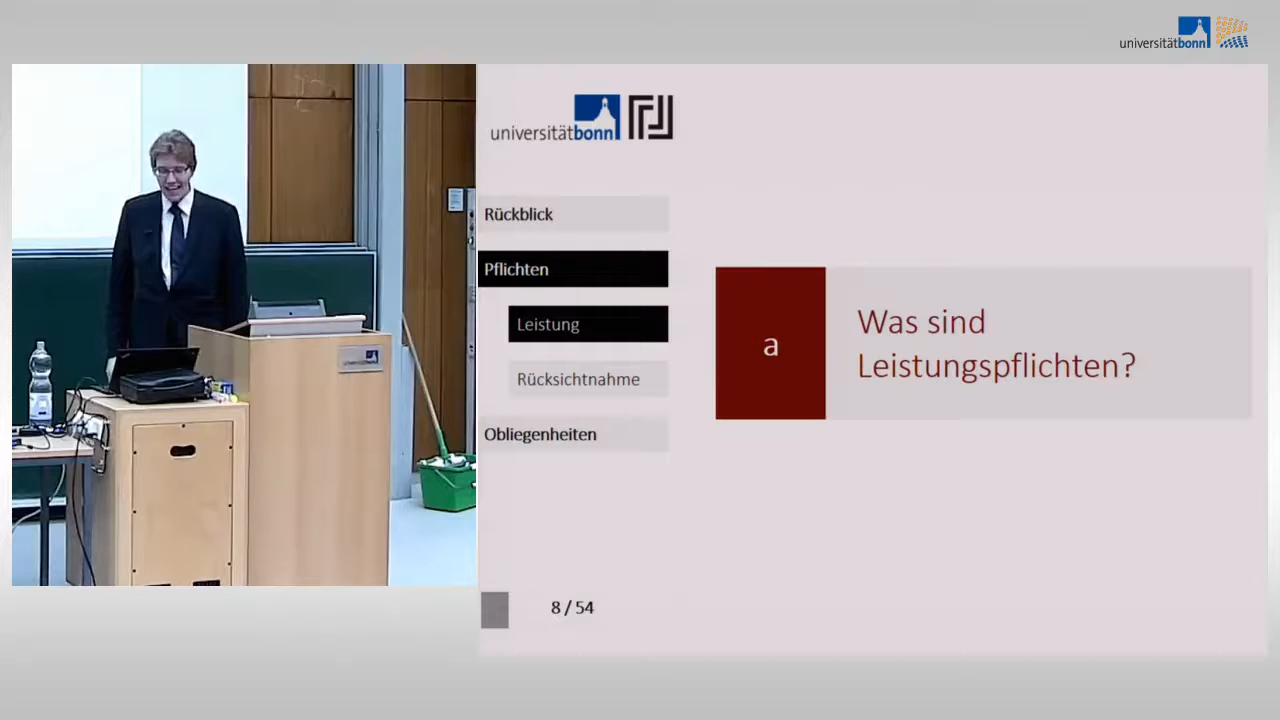 universitätbonn
universitätbonn
Rückblick
Pflichten
Leistung
Rücksichtnahme
Obliegenheiten
a
Was sind
Leistungspflichten?
8 / 54